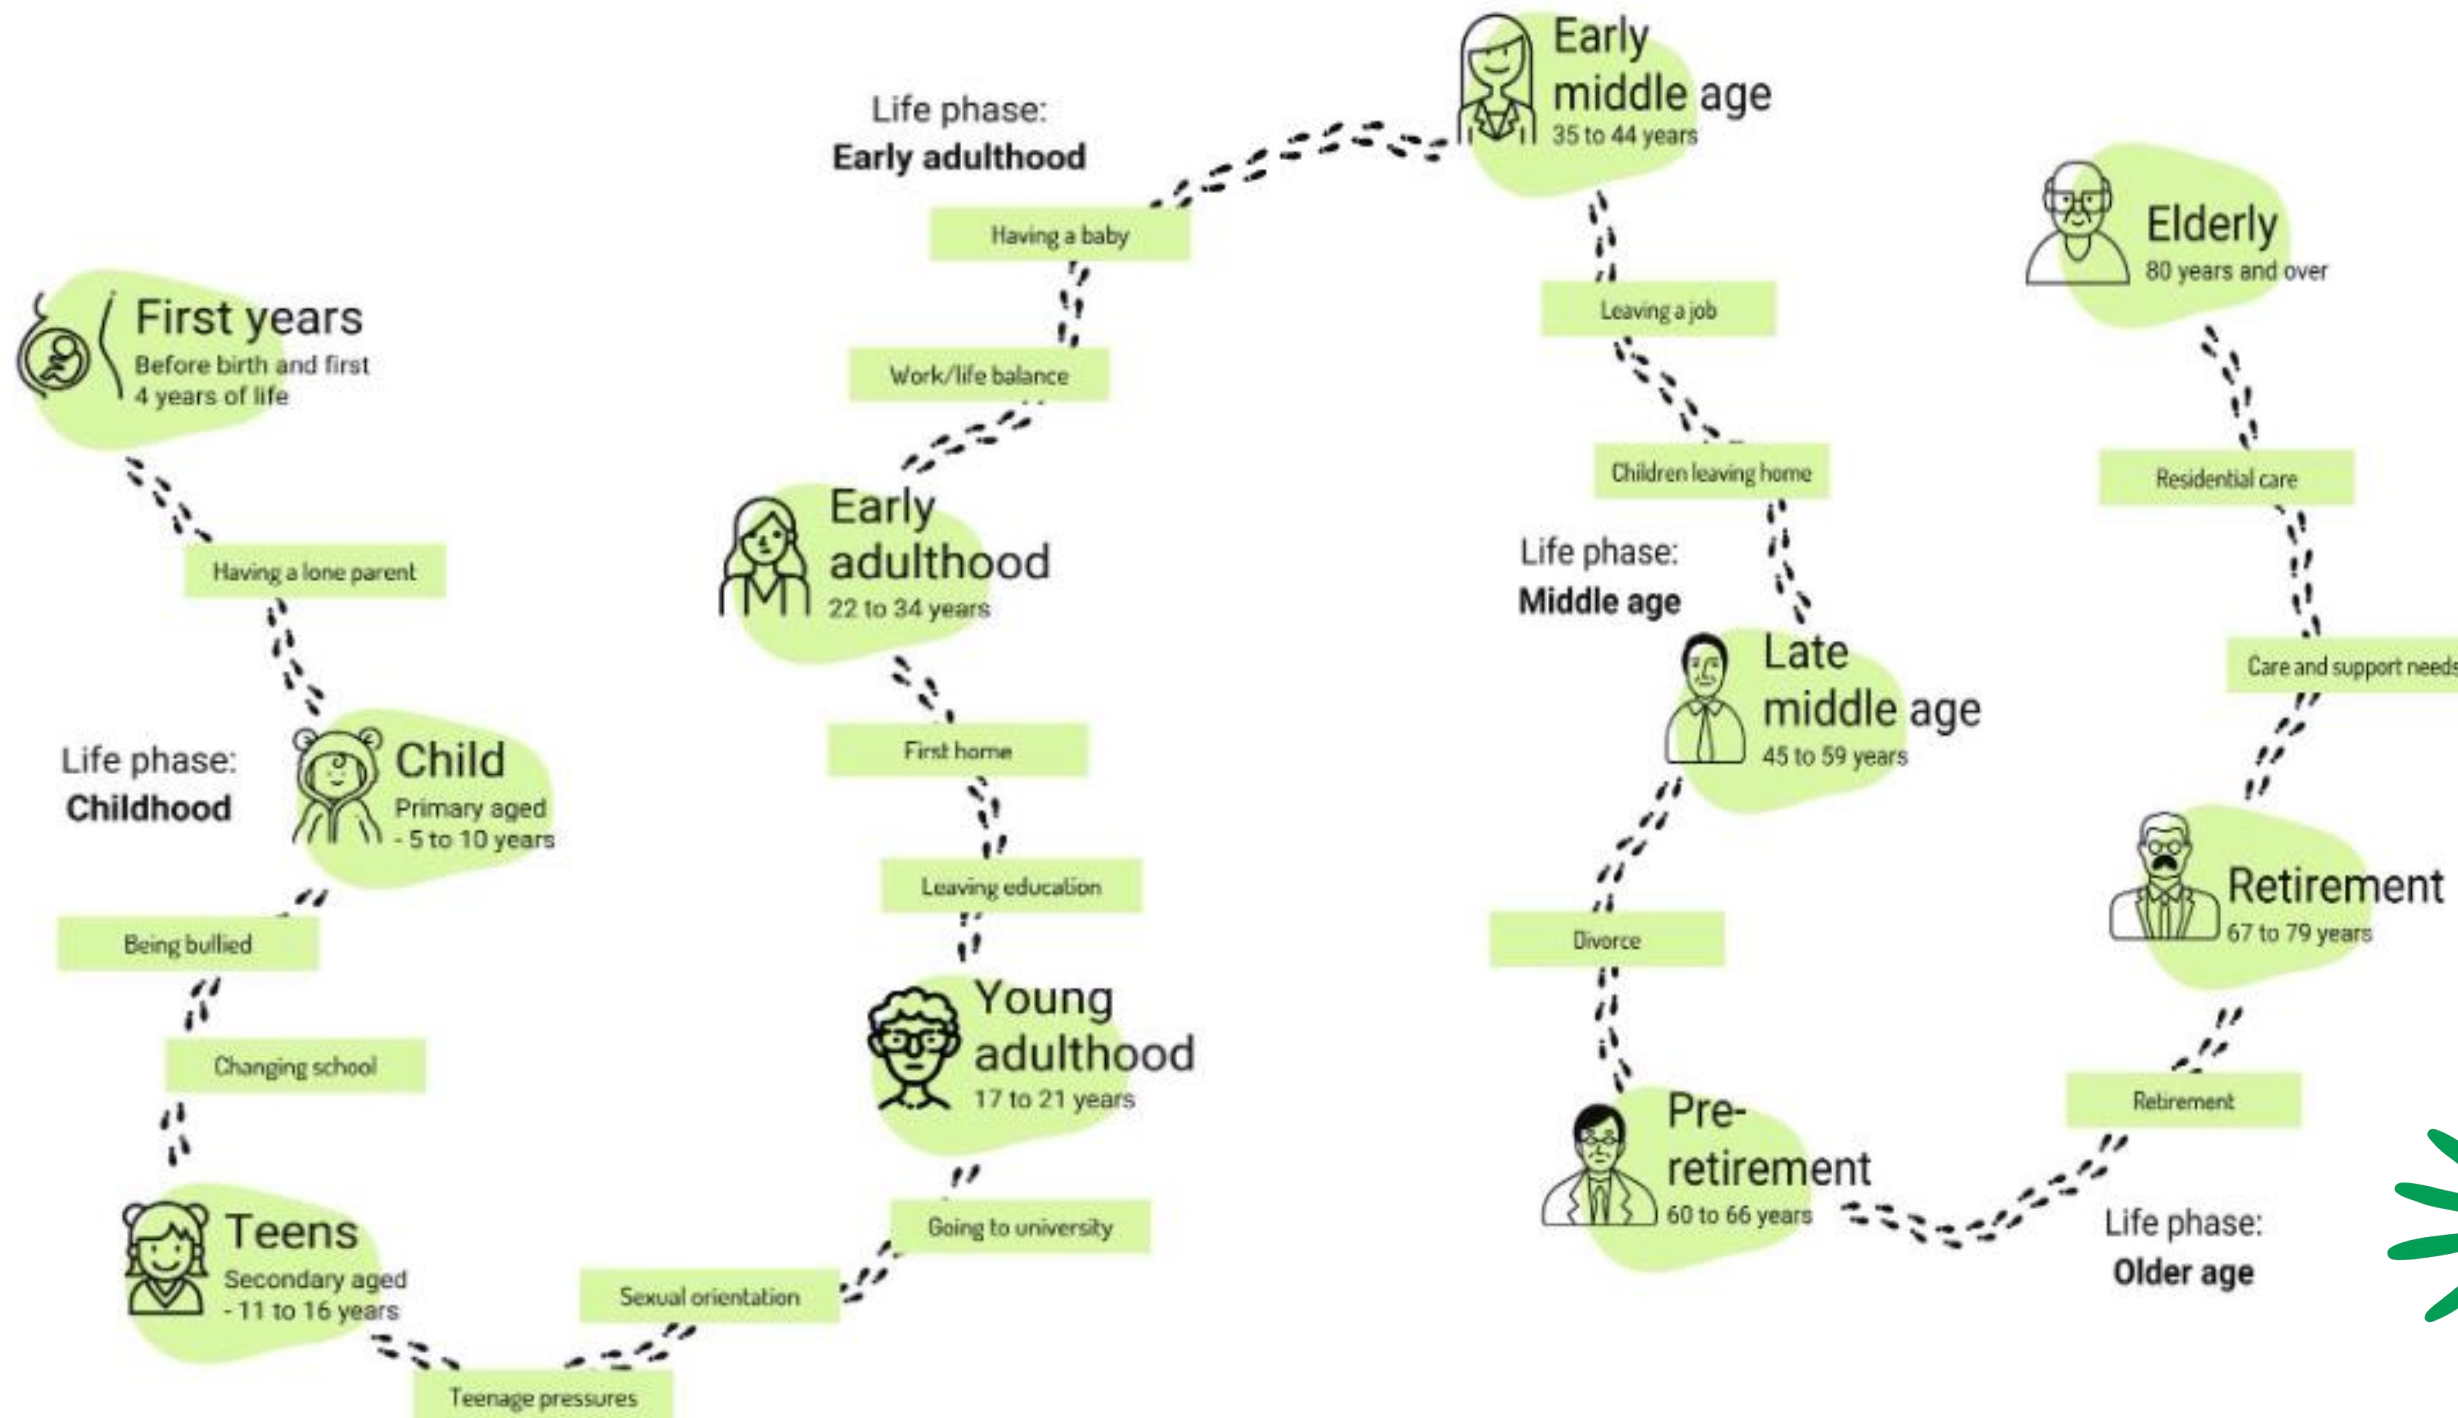 First years
Before birth and first
4 years of life
Having a lone parent
Life phase:
Childhood
Child
Primary aged
- 5 to 10 years
Being bullied
Changing school
Teens
Secondary aged
- 11 to 16 years
Teenage pressures
Sexual orientation
Going to university
Young
adulthood
17 to 21 years
Leaving education
First home
Early
adulthood
22 to 34 years
Work/life balance
Having a baby
Life phase:
Early adulthood
Early
middle age
35 to 44 years
Leaving a job
Children leaving home
Life phase:
Middle age
Late
middle age
45 to 59 years
Divorce
Pre-
retirement
60 to 66 years
Life phase:
Older age
Retirement
Retirement
67 to 79 years
Care and support needs
Residential care
Elderly
80 years and over